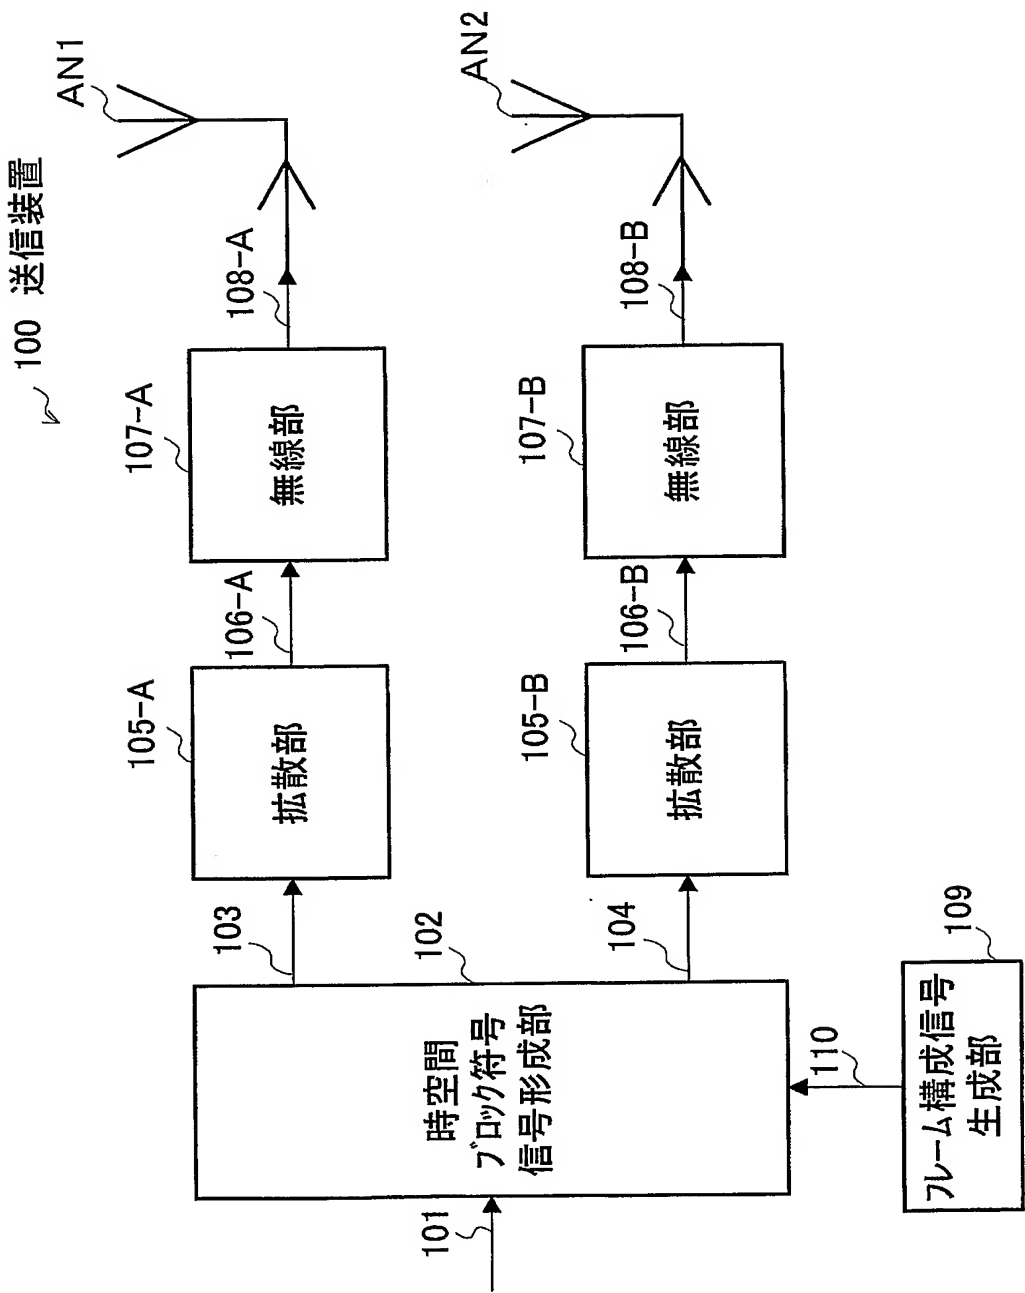 100 送信装置
AN1
AN2
108-A
108-B
107-A
無線部
107-B
無線部
106-A
106-B
105-A
拡散部
105-B
拡散部
103
104
102
時空間
ブロック符号
信号形成部
101
110
109
フレーム構成信号
生成部